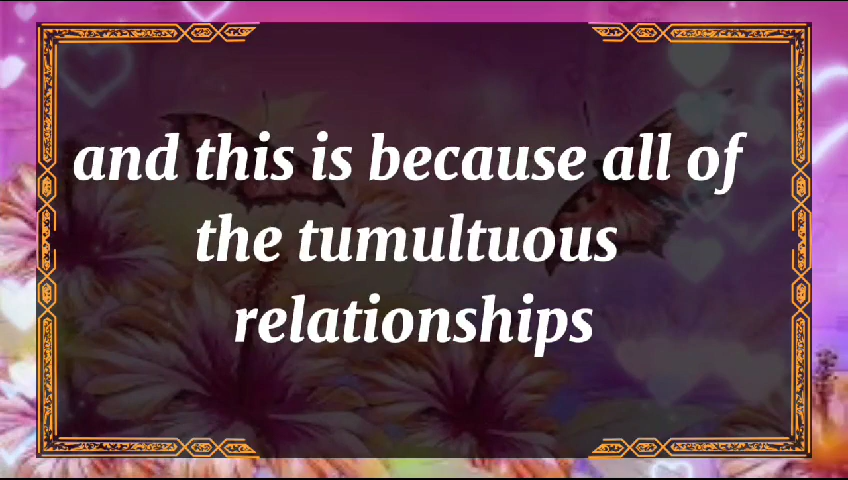 and this is because all of
the tumultuous
relationships